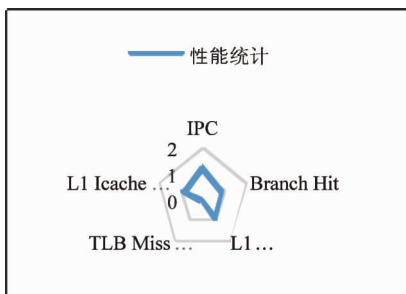 性能统计
IPC
2
1
0
L1 Icache ...
Branch Hit
TLB Miss ...
L1 ...